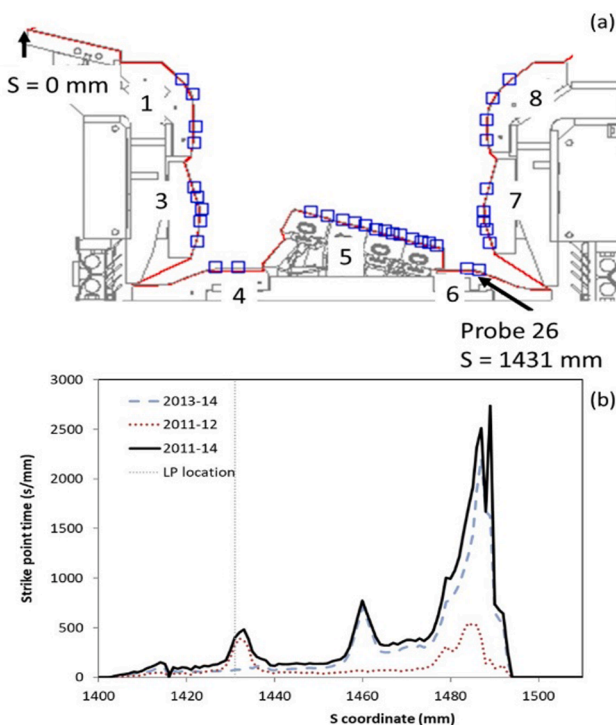 (a)
S = 0 mm
1
8
3
7
5
4
6
Probe 26
S = 1431 mm
(b)
3000
2500
2000
1500
1000
500
0
2013-14
2011-12
2011-14
LP location
Strike point time (s/mm)
1400
1420
1440
1460
1480
1500
S coordinate (mm)